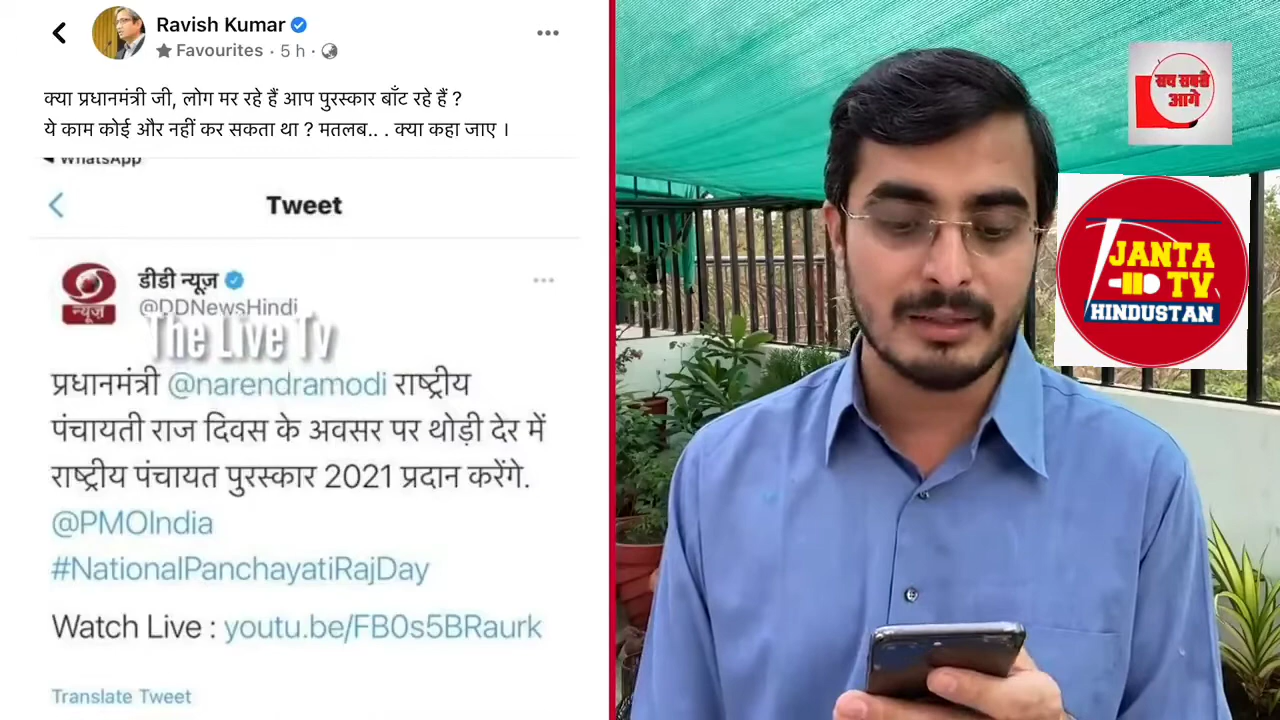 Ravish Kumar
Favourites · 5 h ·
क्या प्रधानमंत्री जी, लोग मर रहे हैं आप पुरस्कार बाँट रहे हैं ?
ये काम कोई और नहीं कर सकता था ? मतलब.. . क्या कहा जाए ।
WhatsApp
Tweet
डीडी न्यूज़
@DDNewsHindi
न्यूज़
The Live Tv
प्रधानमंत्री @narendramodi राष्ट्रीय
पंचायती राज दिवस के अवसर पर थोड़ी देर में
राष्ट्रीय पंचायत पुरस्कार 2021 प्रदान करेंगे.
@PMOIndia
#NationalPanchayatiRajDay
Watch Live : youtu.be/FB0s5BRaurk
Translate Tweet
सच सबसे
आगे
JANTA
TV
HINDUSTAN